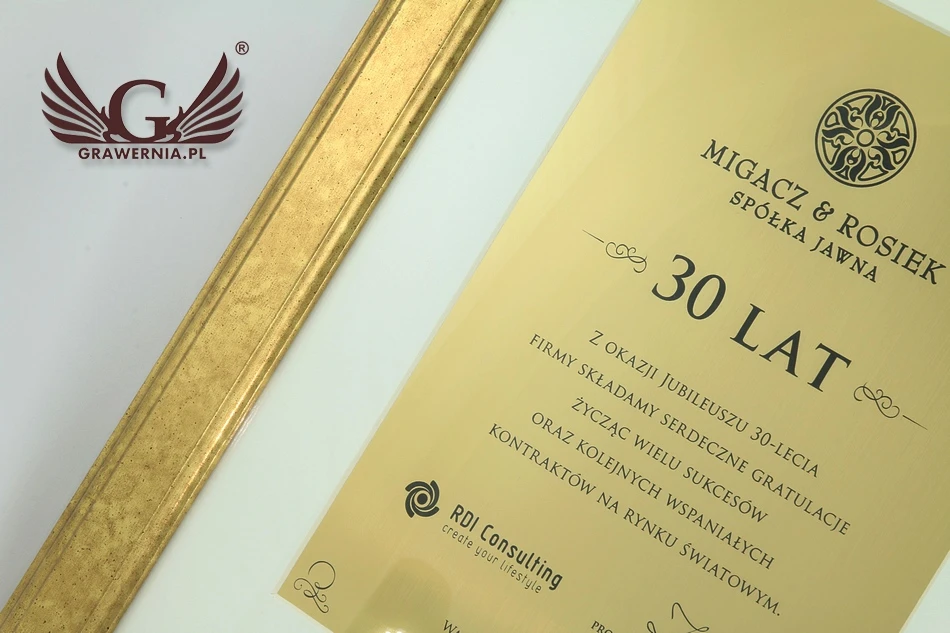 G
®
GRAWERNIA.PL
MIGACZ & ROSIEK
SPÓŁKA JAWNA
30 LAT
Z OKAZJI JUBILEUSZU 30-LECIA
FIRMY SKŁADAMY SERDECZNE GRATULACJE
ŻYCZĄC WIELU SUKCESÓW
ORAZ KOLEJNYCH WSPANIAŁYCH
KONTRAKTÓW NA RYNKU ŚWIATOWYM.
RDI Consulting
create your lifestyle